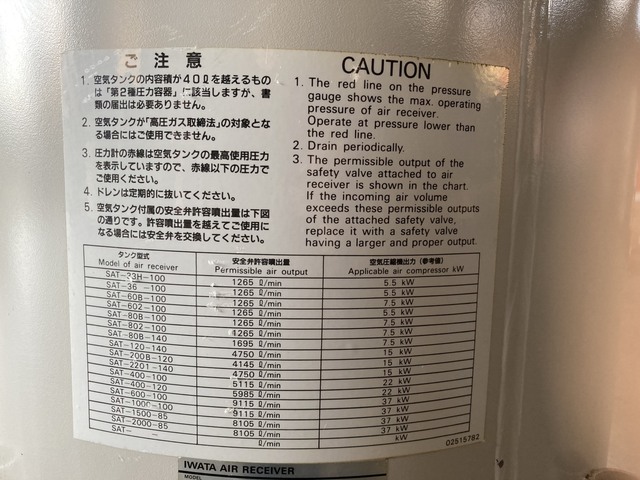 ご 注 意
1. 空気タンクの内容積が40ℓを越えるもの
は「第2種圧力容器」に該当しますが、書
類の届出は必要ありません。
2. 空気タンクが「高圧ガス取締法」の対象とな
る場合にはご使用できません。
3. 圧力計の赤線は空気タンクの最高使用圧力
を表示していますので、赤線以下の圧力で
ご使用ください。
4. ドレンは定期的に抜いてください。
5. 空気タンク付属の安全弁許容噴出量は下図
の通りです。許容噴出量を越えてご使用に
なる場合には安全弁を交換してください。
CAUTION
1. The red line on the pressure
gauge shows the max. operating
pressure of air receiver.
Operate at pressure lower than
the red line.
2. Drain periodically.
3. The permissible output of the
safety valve attached to air
receiver is shown in the chart.
If the incoming air volume
exceeds these permissible outputs
of the attached safety valve,
replace it with a safety valve
having a larger and proper output.
タンク型式 安全弁許容噴出量 空気圧縮機出力(参考値)
Model of air receiver Permissible air output Applicable air compressor kW
SAT-33H-100 1265 ℓ/min 5.5 kW
SAT-36 -100 1265 ℓ/min 5.5 kW
SAT-60B-100 1265 ℓ/min 7.5 kW
SAT-602-100 1265 ℓ/min 5.5 kW
SAT-80B-100 1265 ℓ/min 7.5 kW
SAT-802-100 1265 ℓ/min 7.5 kW
SAT-80B-140 1695 ℓ/min 7.5 kW
SAT-120-140 4750 ℓ/min 15 kW
SAT-200B-120 4145 ℓ/min 15 kW
SAT-2201-140 4750 ℓ/min 15 kW
SAT-400-100 5115 ℓ/min 22 kW
SAT-400-120 5985 ℓ/min 22 kW
SAT-600-100 9115 ℓ/min 37 kW
SAT-1000-100 9115 ℓ/min 37 kW
SAT-1500-85 8105 ℓ/min 37 kW
SAT-2000-85 8105 ℓ/min 37 kW
SAT- - ℓ/min kW
02515782
IWATA AIR RECEIVER
MODEL